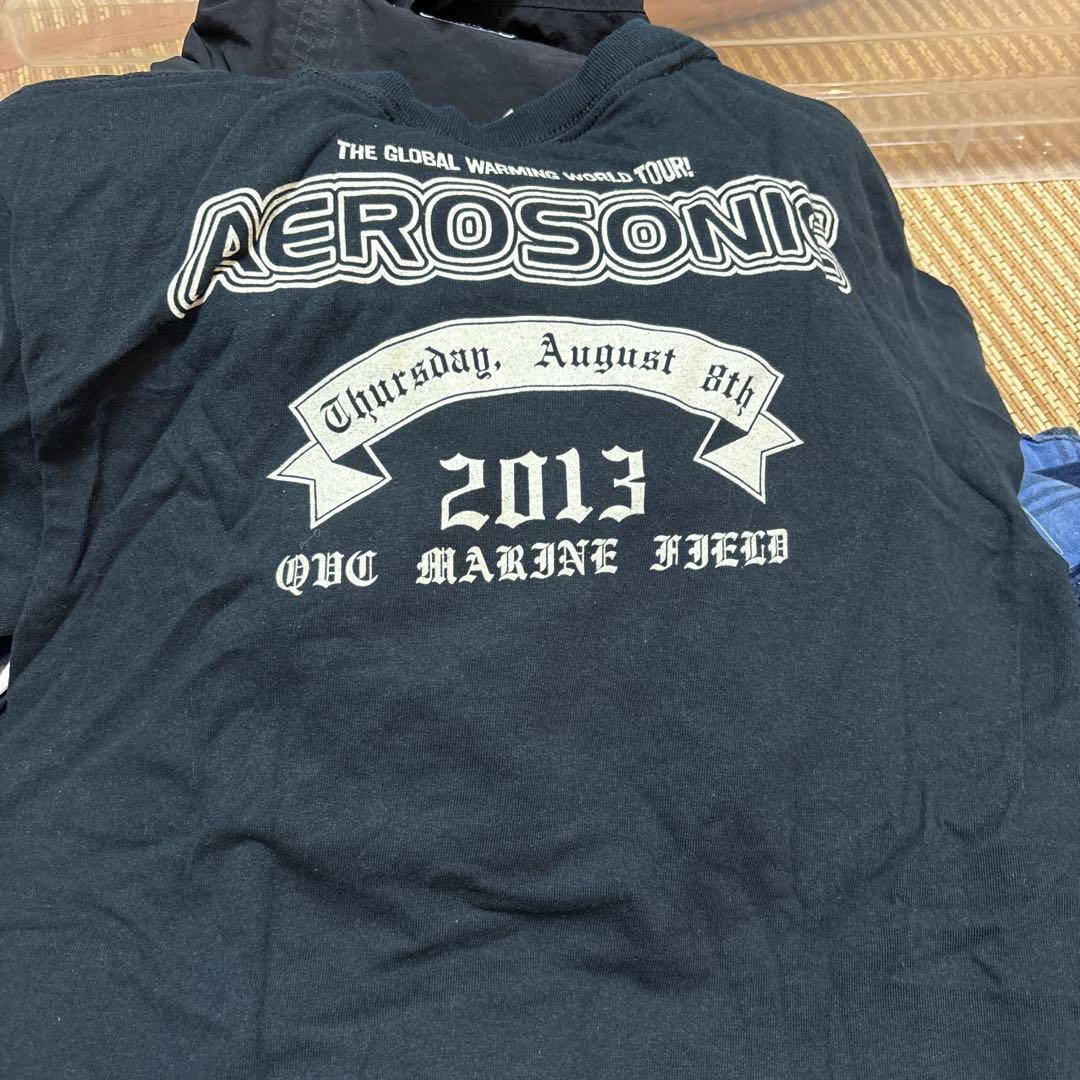 THE GLOBAL WARMING WORLD TOUR!
AEROSONIC
Thursday, August 8th
2013
QVC MARINE FIELD